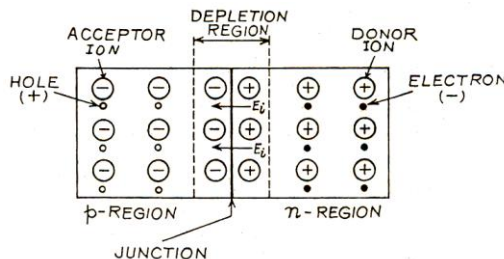 DEPLETION
REGION
ACCEPTOR
ION
DONOR
ION
HOLE
(+)
ELECTRON
(-)
− − − + + +
Ei
− − − + + +
Ei
− − − + + +
p-REGION
n-REGION
JUNCTION